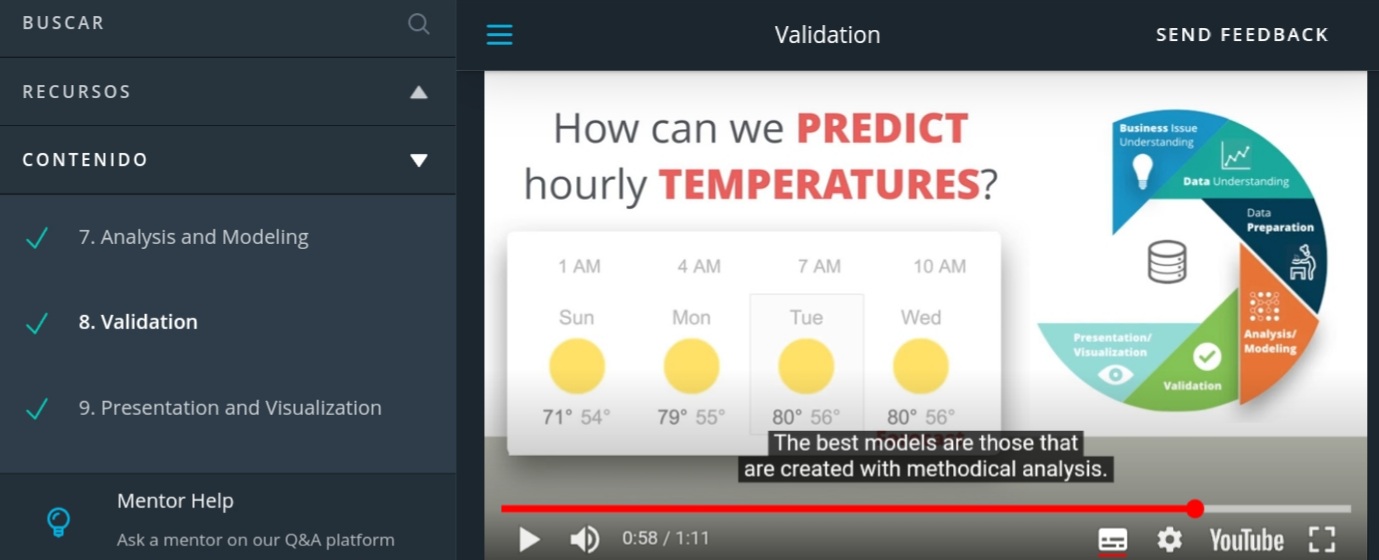 BUSCAR
RECURSOS
CONTENIDO
7. Analysis and Modeling
8. Validation
9. Presentation and Visualization
Mentor Help
Ask a mentor on our Q&A platform
Validation
SEND FEEDBACK
How can we PREDICT
hourly TEMPERATURES?
1 AM 4 AM 7 AM 10 AM
Sun Mon Tue Wed
71° 54° 79° 55° 80° 56° 80° 56°
Business Issue
Understanding
Data Understanding
Data
Preparation
Analysis/
Modeling
Validation
Presentation/
Visualization
The best models are those that
are created with methodical analysis.
0:58 / 1:11
YouTube